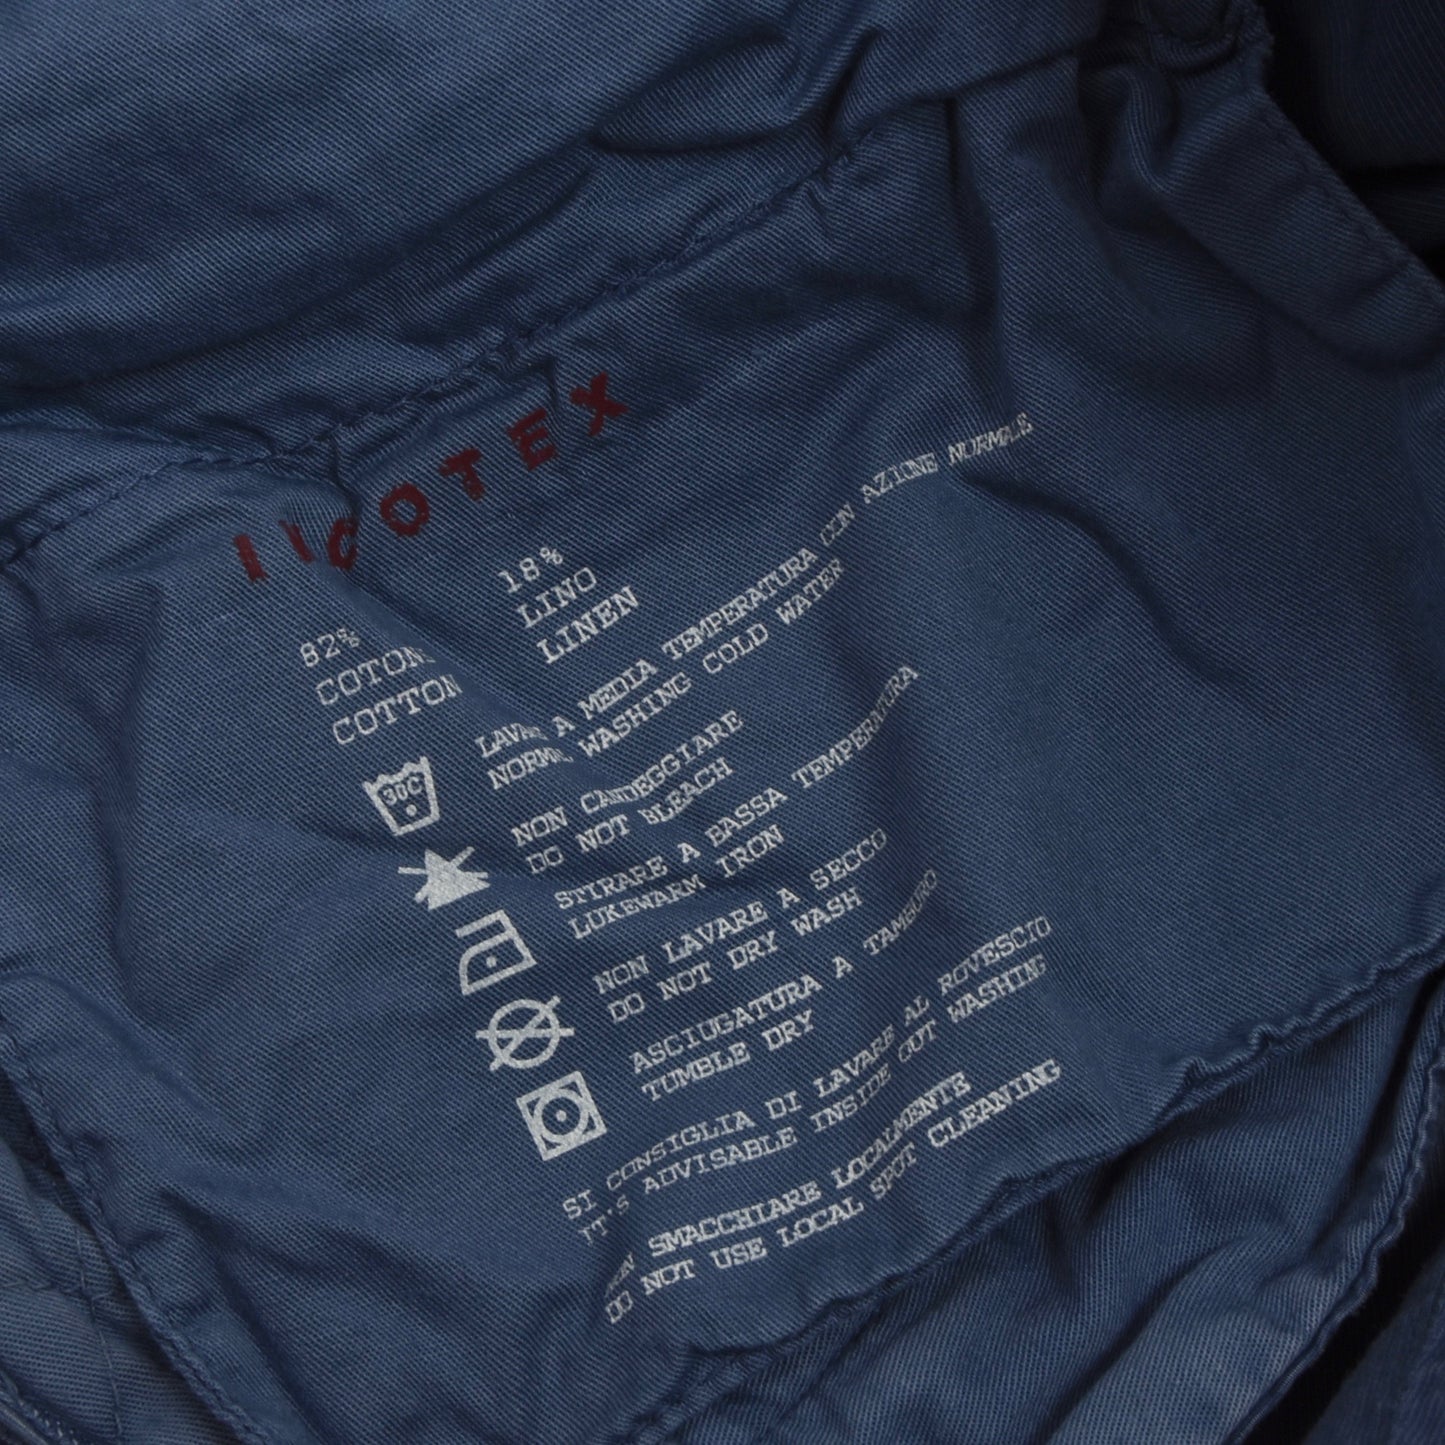 82%
COTONE
COTTON
18%
LINO
LINEN
30C
LAVARE A MEDIA TEMPERATURA CON AZIONE NORMALE
NORMAL WASHING COLD WATER
NON CANDEGGIARE
DO NOT BLEACH
STIRARE A BASSA TEMPERATURA
LUKEWARM IRON
NON LAVARE A SECCO
DO NOT DRY WASH
ASCIUGATURA A TAMBURO
TUMBLE DRY
SI CONSIGLIA DI LAVARE AL ROVESCIO
IT'S ADVISABLE INSIDE OUT WASHING
NON SMACCHIARE LOCALMENTE
DO NOT USE LOCAL SPOT CLEANING